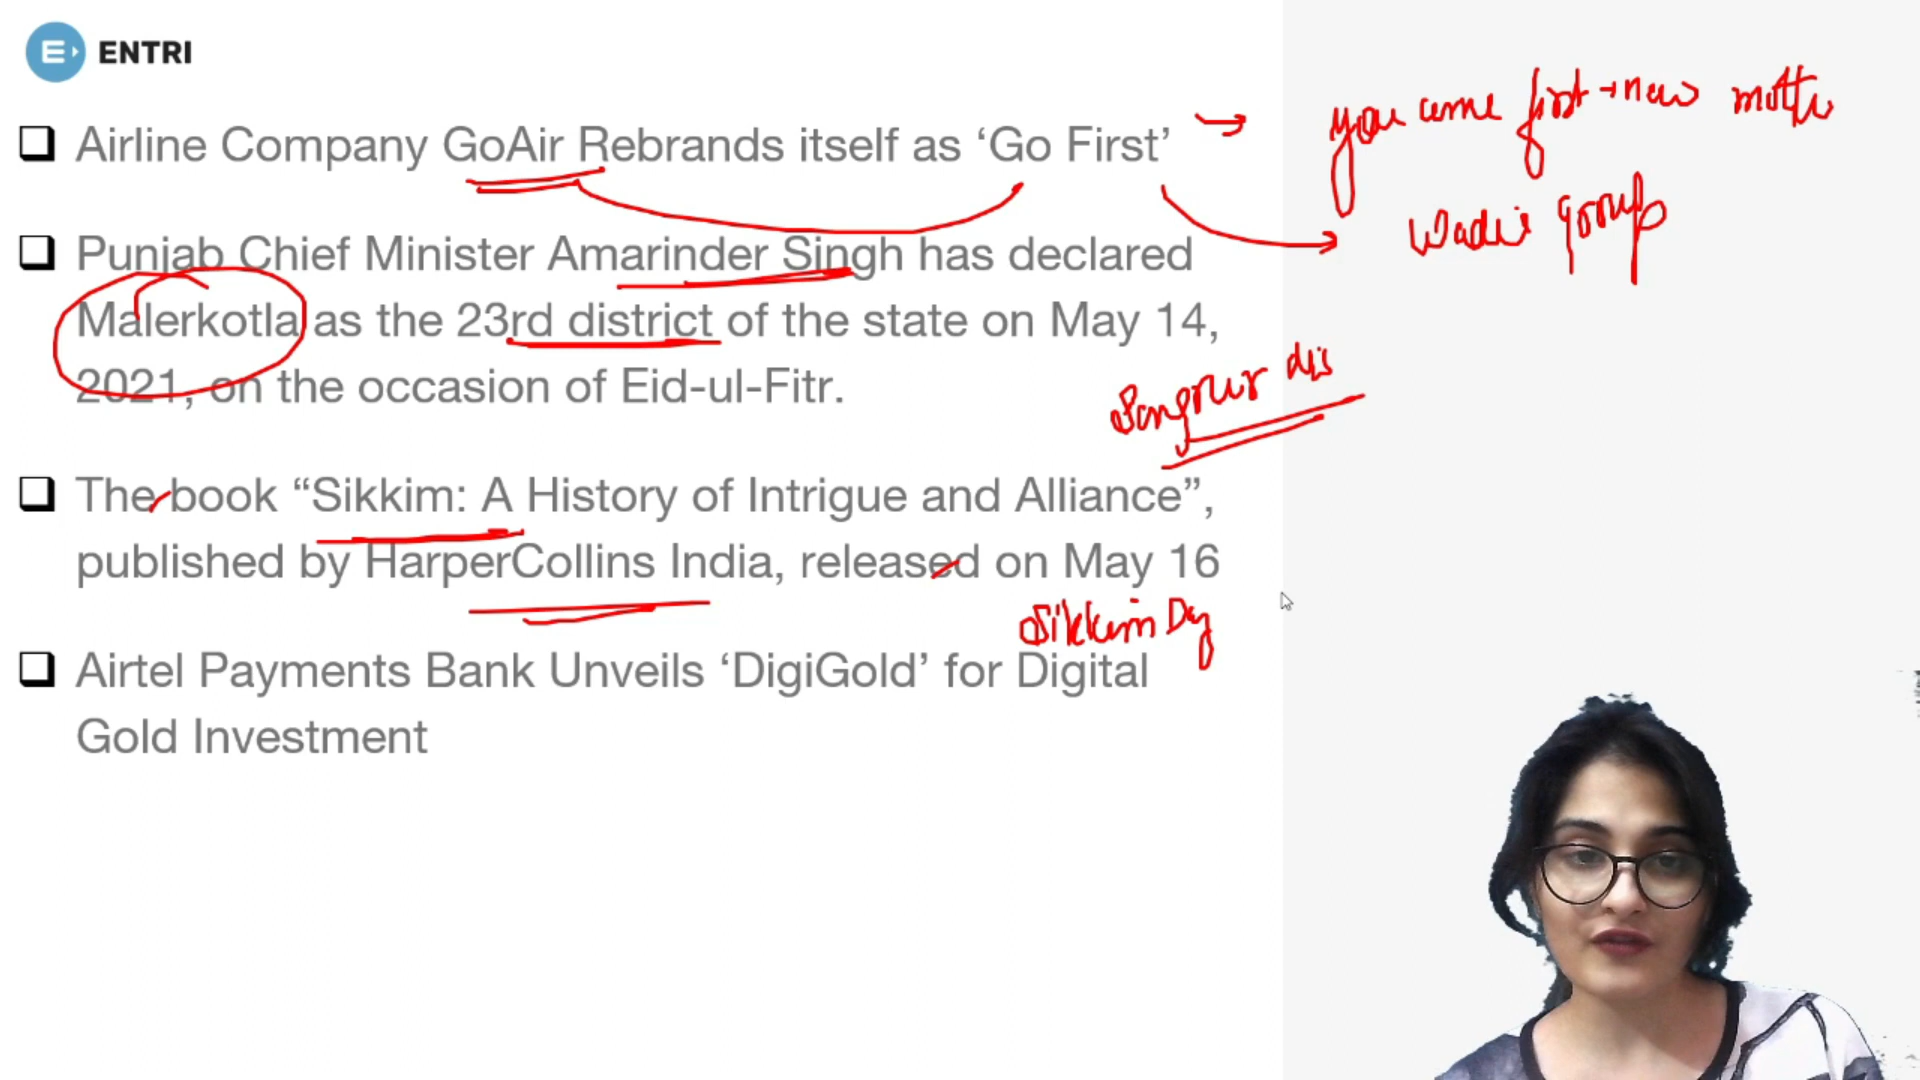 ENTRI
Airline Company GoAir Rebrands itself as ‘Go First’
you come first → new motto
Wadia group
Punjab Chief Minister Amarinder Singh has declared
Malerkotla as the 23rd district of the state on May 14,
2021, on the occasion of Eid-ul-Fitr.
Sangrur dis
The book “Sikkim: A History of Intrigue and Alliance”,
published by HarperCollins India, released on May 16
Sikkim Day
Airtel Payments Bank Unveils ‘DigiGold’ for Digital
Gold Investment